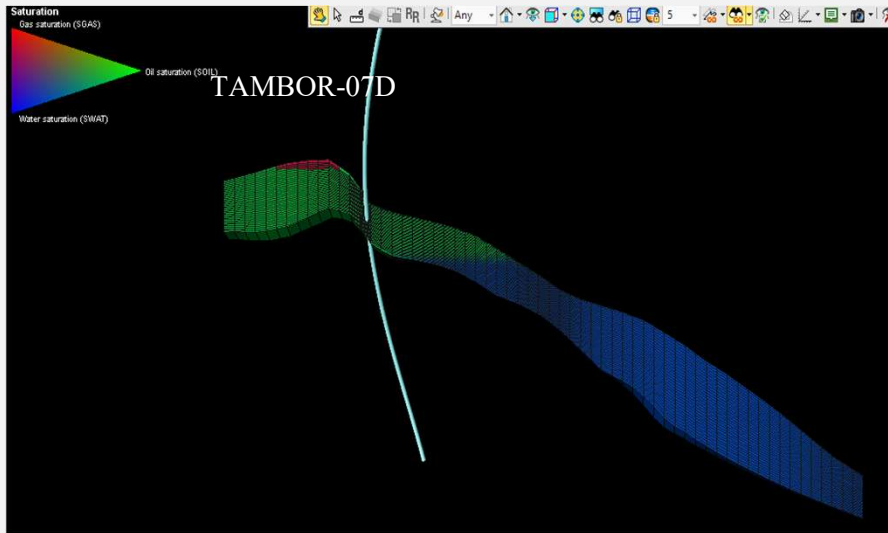 Saturation
Gas saturation (SGAS)
Oil saturation (SOIL)
Water saturation (SWAT)
TAMBOR-07D
Any
5